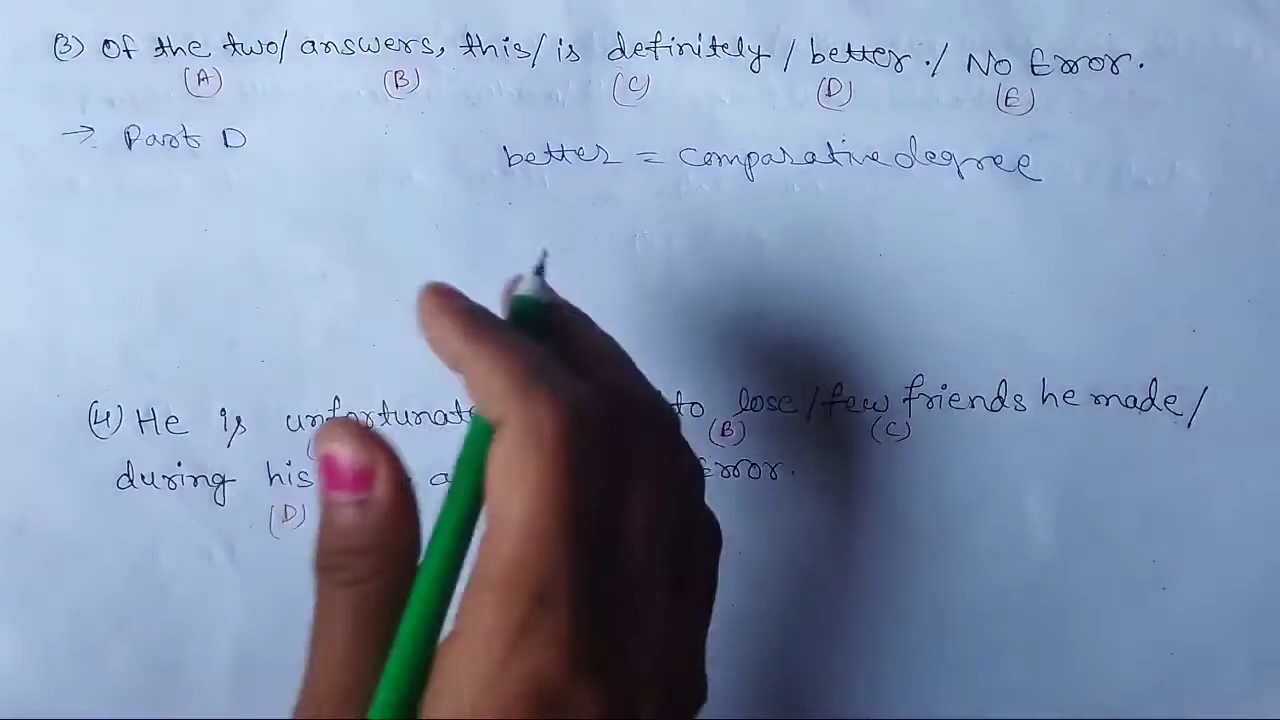 (3) Of the two/ answers, this/ is definitely / better ./ No Error.
(A) (B) (C) (D) (E)
→ Part D
better = comparative degree
(4) He is to lose / few friends he made /
(B) (C)
during his Error.
(D)